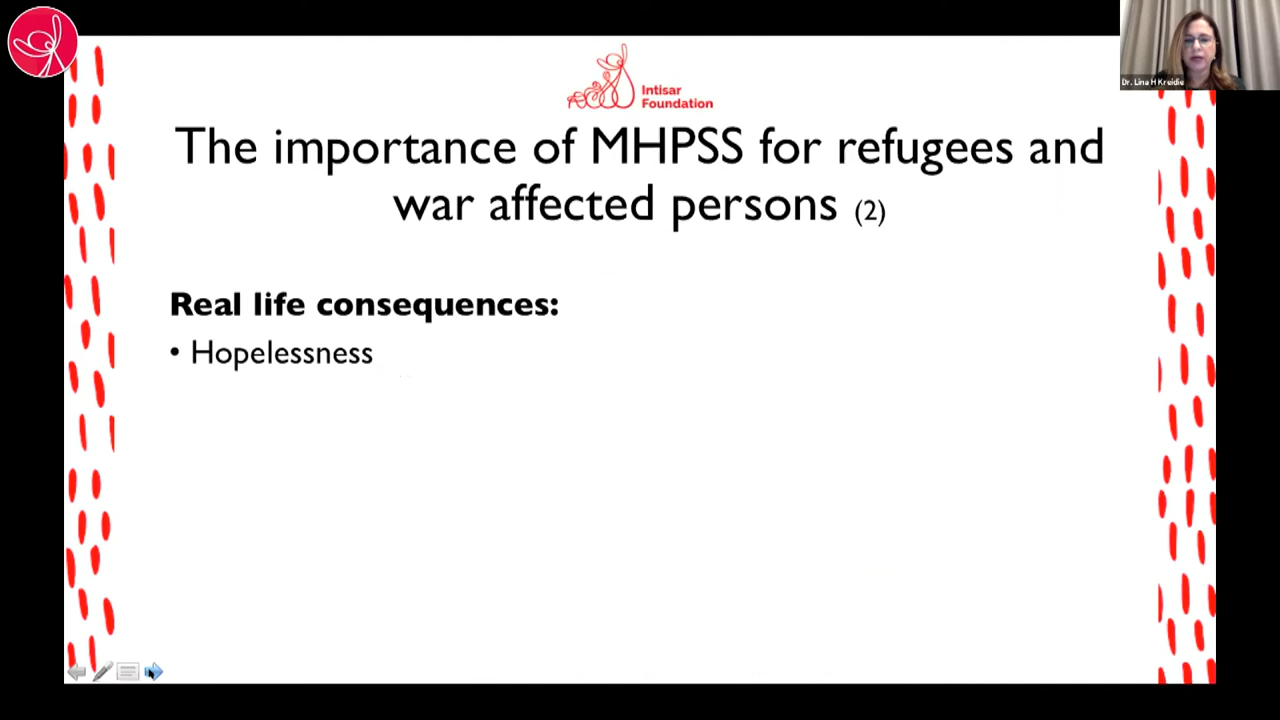 Intisar
Foundation
The importance of MHPSS for refugees and
war affected persons (2)
Real life consequences:
• Hopelessness
Dr. Lina H Kreidie